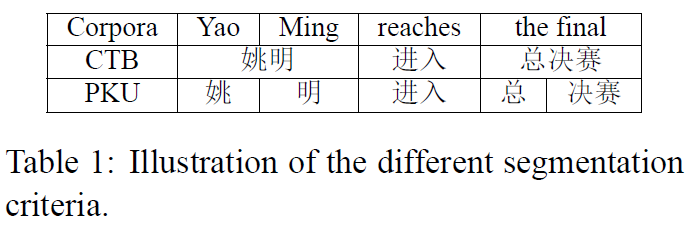 Corpora Yao Ming reaches the final
CTB 姚明 进入 总决赛
PKU 姚 明 进入 总 决赛
Table 1: Illustration of the different segmentation
criteria.